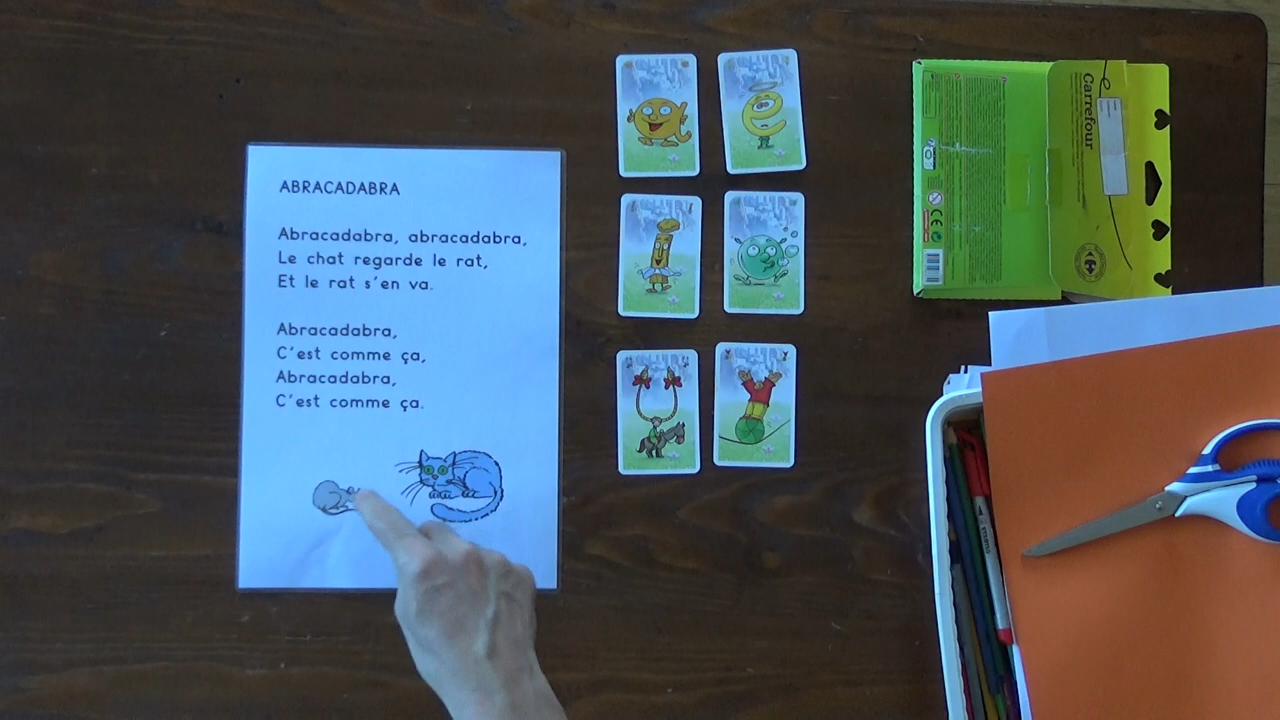 ABRACADABRA
Abracadabra, abracadabra,
Le chat regarde le rat,
Et le rat s'en va.
Abracadabra,
C'est comme ça,
Abracadabra,
C'est comme ça.
Carrefour